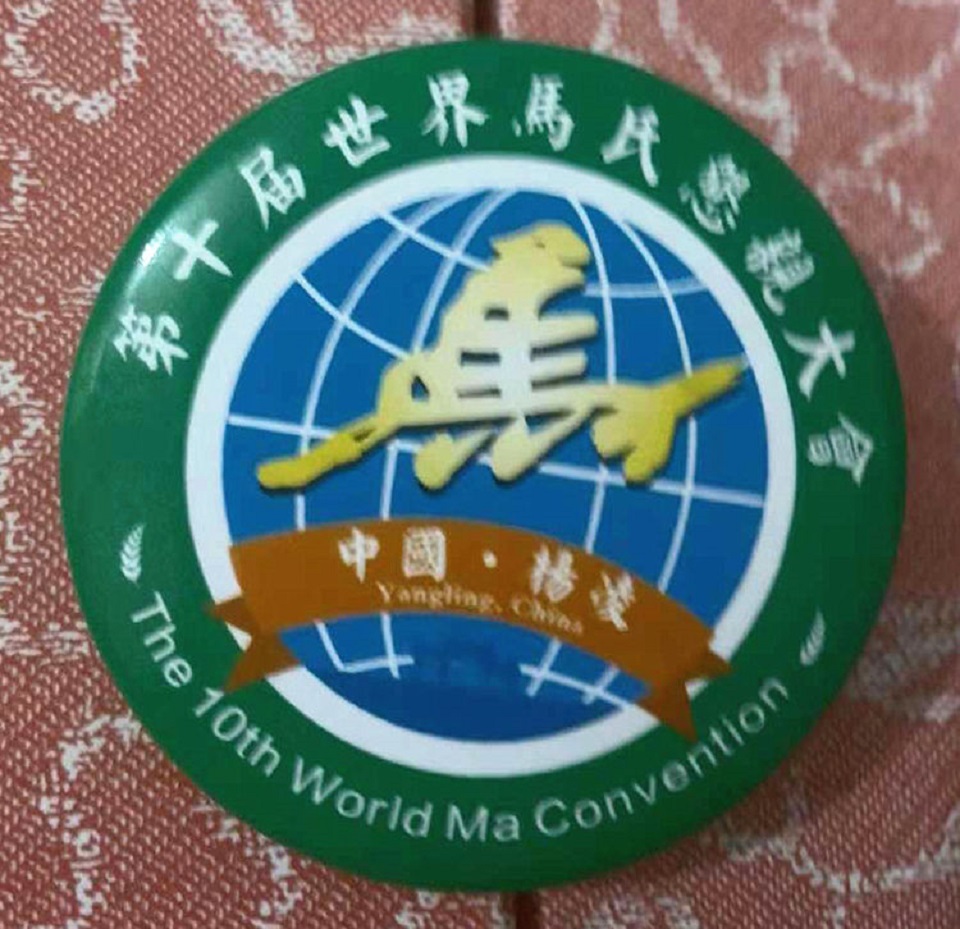 第十届世界馬氏懇親大會
馬
中國·楊淩
Yangling, China
The 10th World Ma Convention